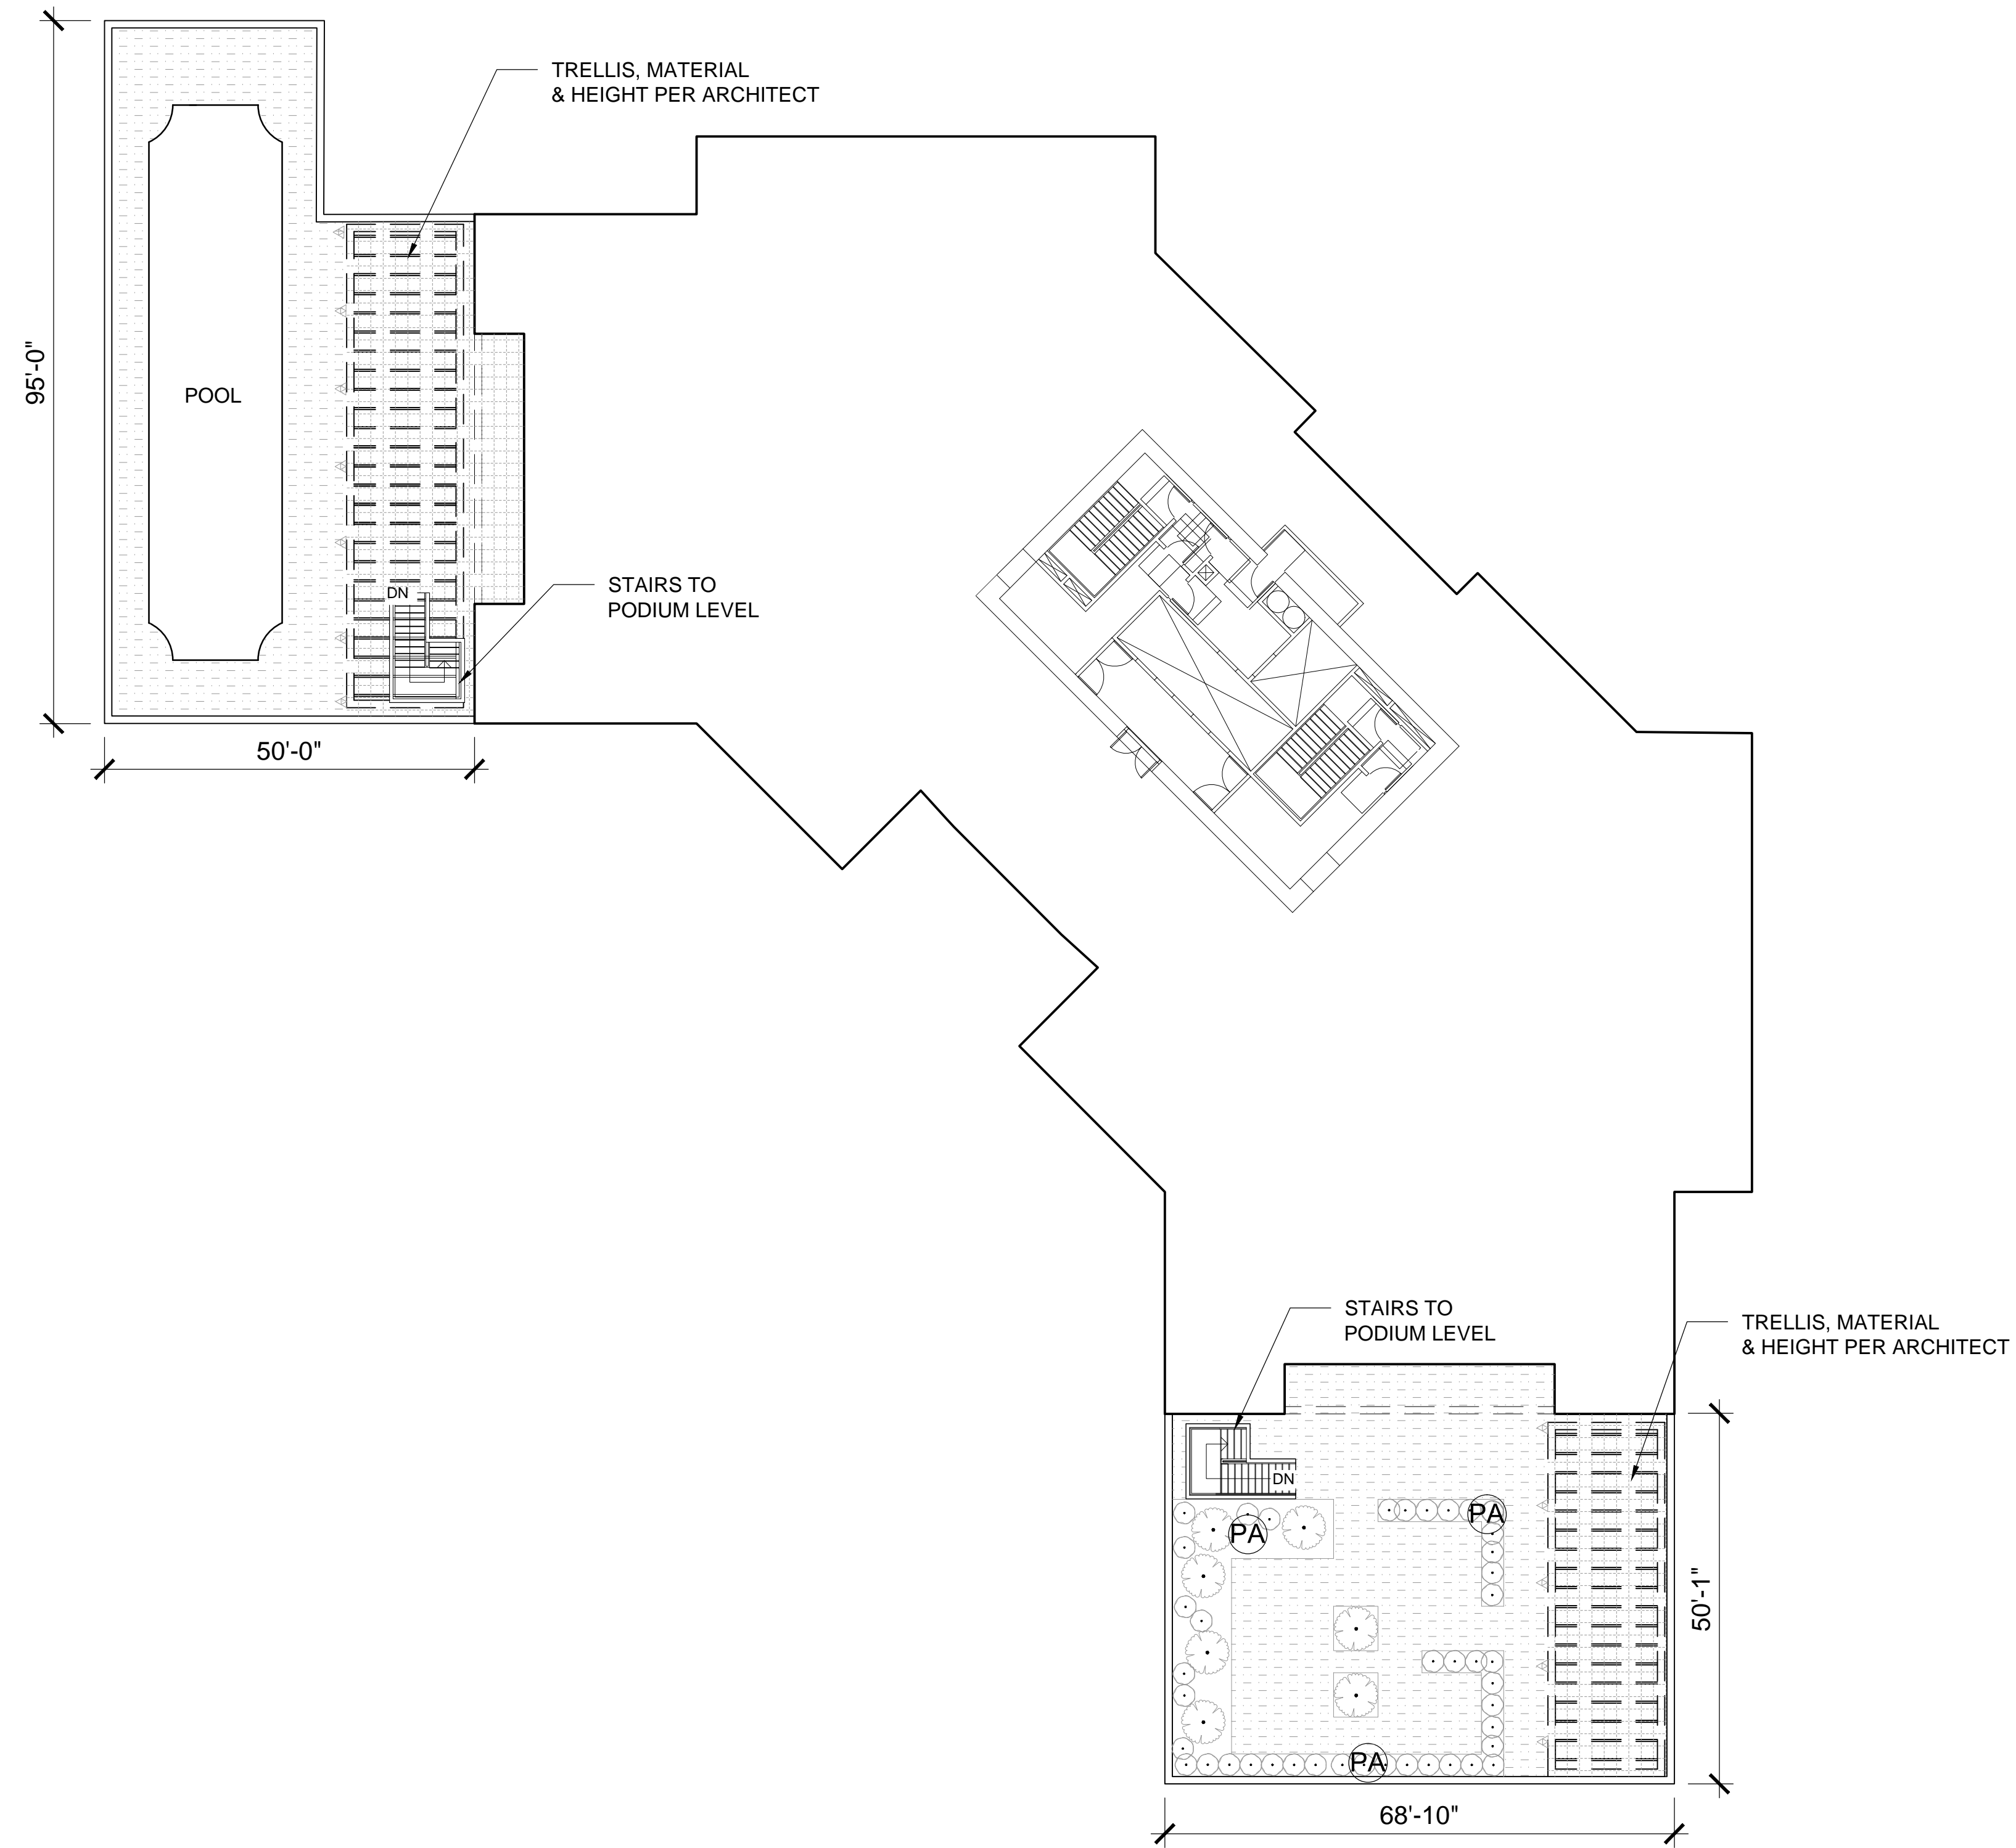 TRELLIS, MATERIAL
& HEIGHT PER ARCHITECT
95'-0"
POOL
DN
STAIRS TO
PODIUM LEVEL
50'-0"
STAIRS TO
PODIUM LEVEL
TRELLIS, MATERIAL
& HEIGHT PER ARCHITECT
DN
PA
PA
50'-1"
PA
68'-10"